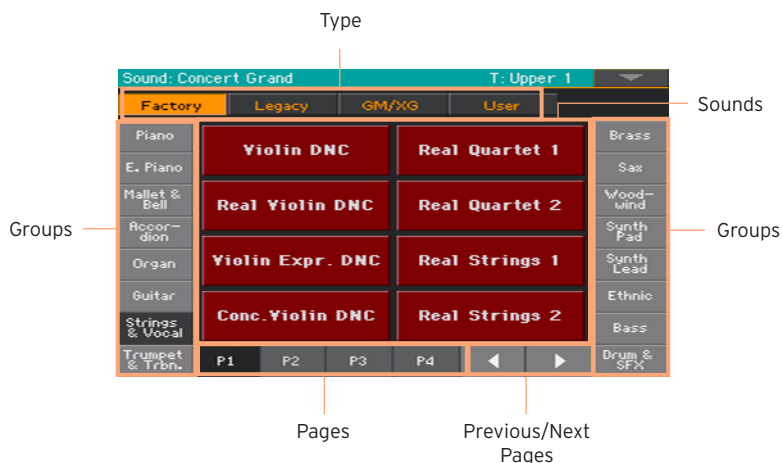 Type
Sound: Concert Grand
T: Upper 1
Factory
Legacy
GM/XG
User
Sounds
Groups
Piano
E. Piano
Mallet &
Bell
Accor-
dion
Organ
Guitar
Strings
& Vocal
Trumpet
& Trbn.
Violin DNC
Real Quartet 1
Real Violin DNC
Real Quartet 2
Violin Expr. DNC
Real Strings 1
Conc.Violin DNC
Real Strings 2
Brass
Sax
Wood-
wind
Synth
Pad
Synth
Lead
Ethnic
Bass
Drum &
SFX
Groups
P1
P2
P3
P4
Pages
Previous/Next
Pages